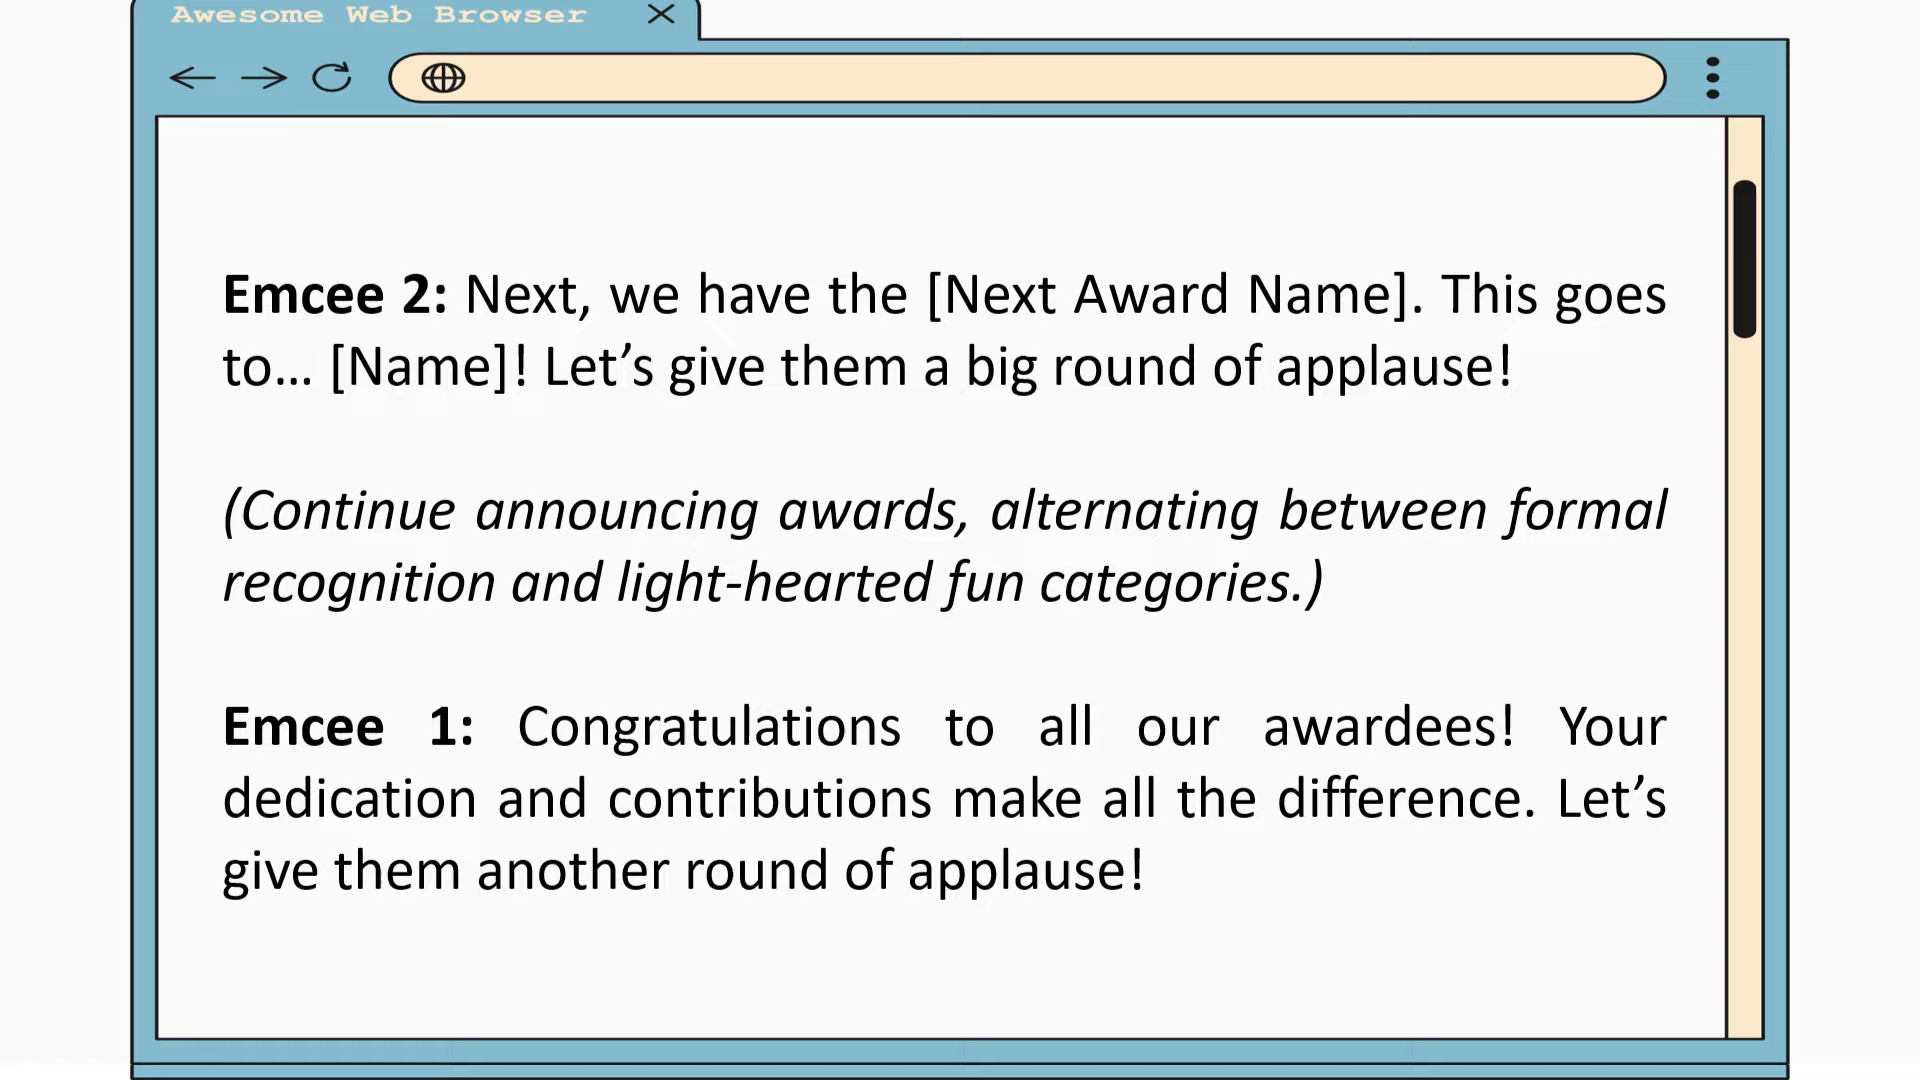 Awesome Web Browser
Emcee 2: Next, we have the [Next Award Name]. This goes
to… [Name]! Let’s give them a big round of applause!
(Continue announcing awards, alternating between formal
recognition and light-hearted fun categories.)
Emcee 1: Congratulations to all our awardees! Your
dedication and contributions make all the difference. Let’s
give them another round of applause!